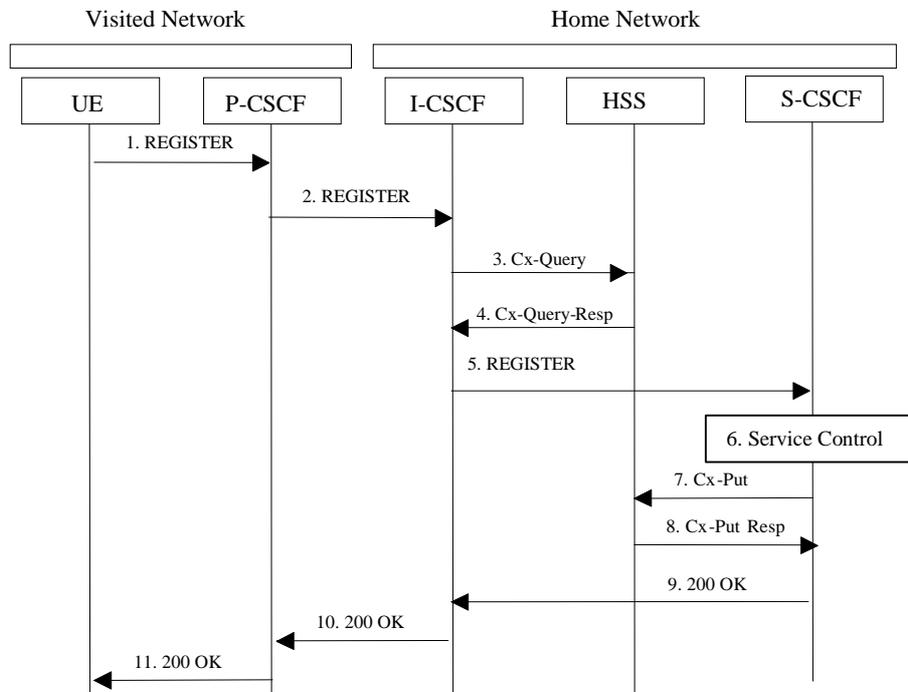 Visited Network
Home Network
UE
P-CSCF
I-CSCF
HSS
S-CSCF
1. REGISTER
2. REGISTER
3. Cx-Query
4. Cx-Query-Resp
5. REGISTER
6. Service Control
7. Cx-Put
8. Cx-Put Resp
9. 200 OK
10. 200 OK
11. 200 OK